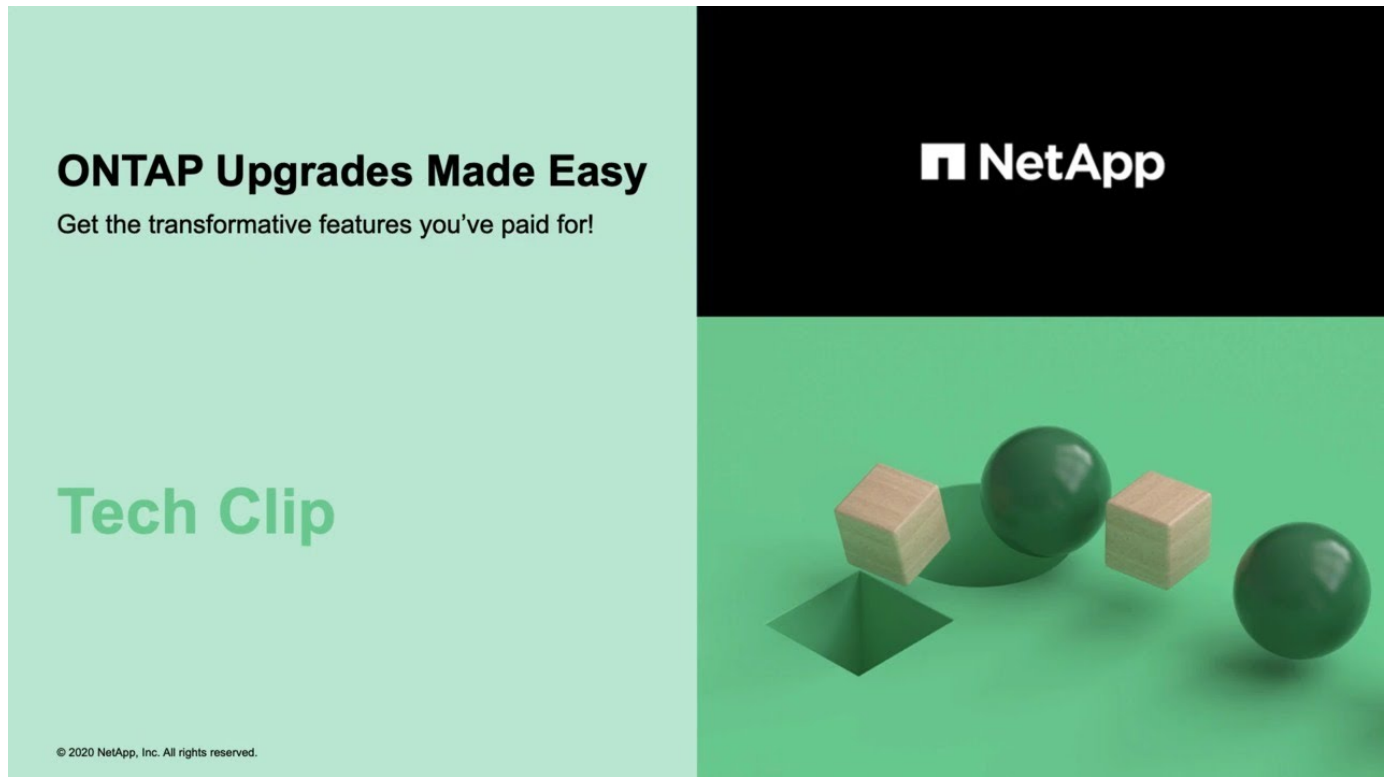 ONTAP Upgrades Made Easy
Get the transformative features you’ve paid for!
Tech Clip
© 2020 NetApp, Inc. All rights reserved.
NetApp